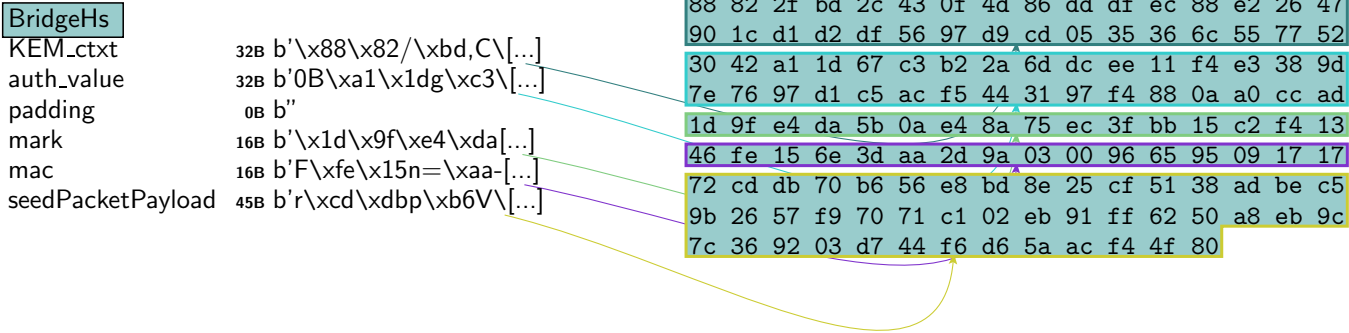 BridgeHs
KEM_ctxt 32B b'\x88\x82/\xbd,C\[...]
auth_value 32B b'0B\xa1\x1dg\xc3\[...]
padding 0B b''
mark 16B b'\x1d\x9f\xe4\xda[...]
mac 16B b'F\xfe\x15n=\xaa-[...]
seedPacketPayload 45B b'r\xcd\xdbp\xb6V\[...]
88 82 2f bd 2c 43 0f 4d 86 dd df ec 88 e2 26 47
90 1c d1 d2 df 56 97 d9 cd 05 35 36 6c 55 77 52
30 42 a1 1d 67 c3 b2 2a 6d dc ee 11 f4 e3 38 9d
7e 76 97 d1 c5 ac f5 44 31 97 f4 88 0a a0 cc ad
1d 9f e4 da 5b 0a e4 8a 75 ec 3f bb 15 c2 f4 13
46 fe 15 6e 3d aa 2d 9a 03 00 96 65 95 09 17 17
72 cd db 70 b6 56 e8 bd 8e 25 cf 51 38 ad be c5
9b 26 57 f9 70 71 c1 02 eb 91 ff 62 50 a8 eb 9c
7c 36 92 03 d7 44 f6 d6 5a ac f4 4f 80